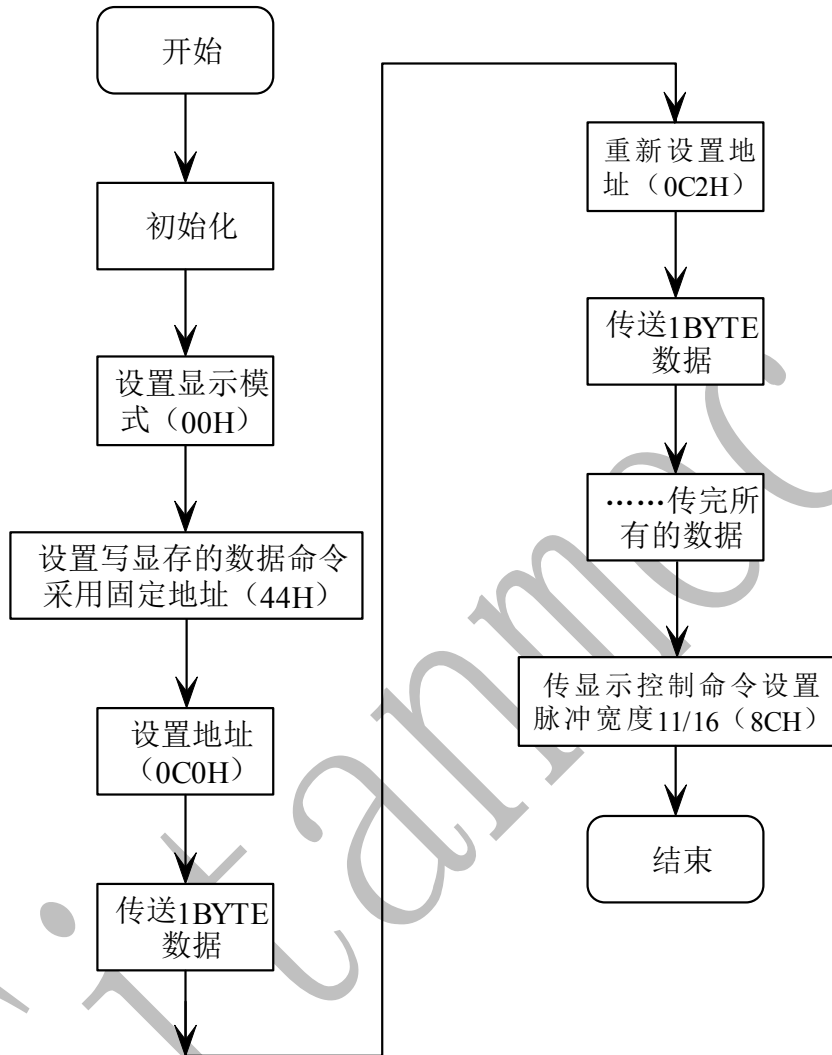 开始
初始化
设置显示模
式（00H）
设置写显存的数据命令
采用固定地址（44H）
设置地址
（0C0H）
传送1BYTE
数据
重新设置地
址（0C2H）
传送1BYTE
数据
……传完所
有的数据
传显示控制命令设置
脉冲宽度11/16（8CH）
结束